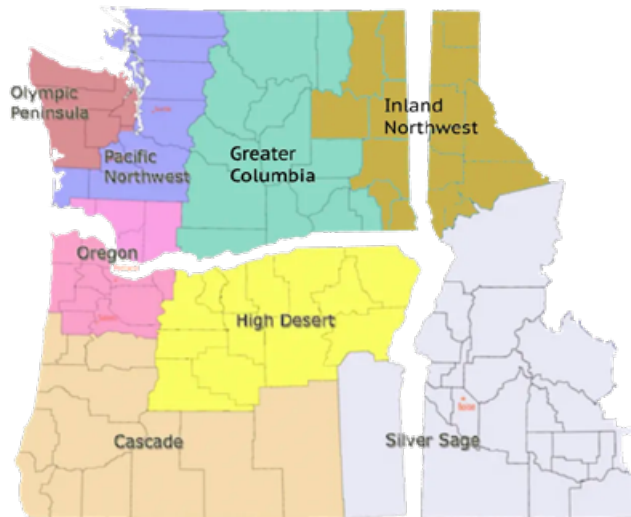 Olympic
Peninsula
Pacific
Northwest
Greater
Columbia
Inland
Northwest
Oregon
High Desert
Cascade
Silver Sage